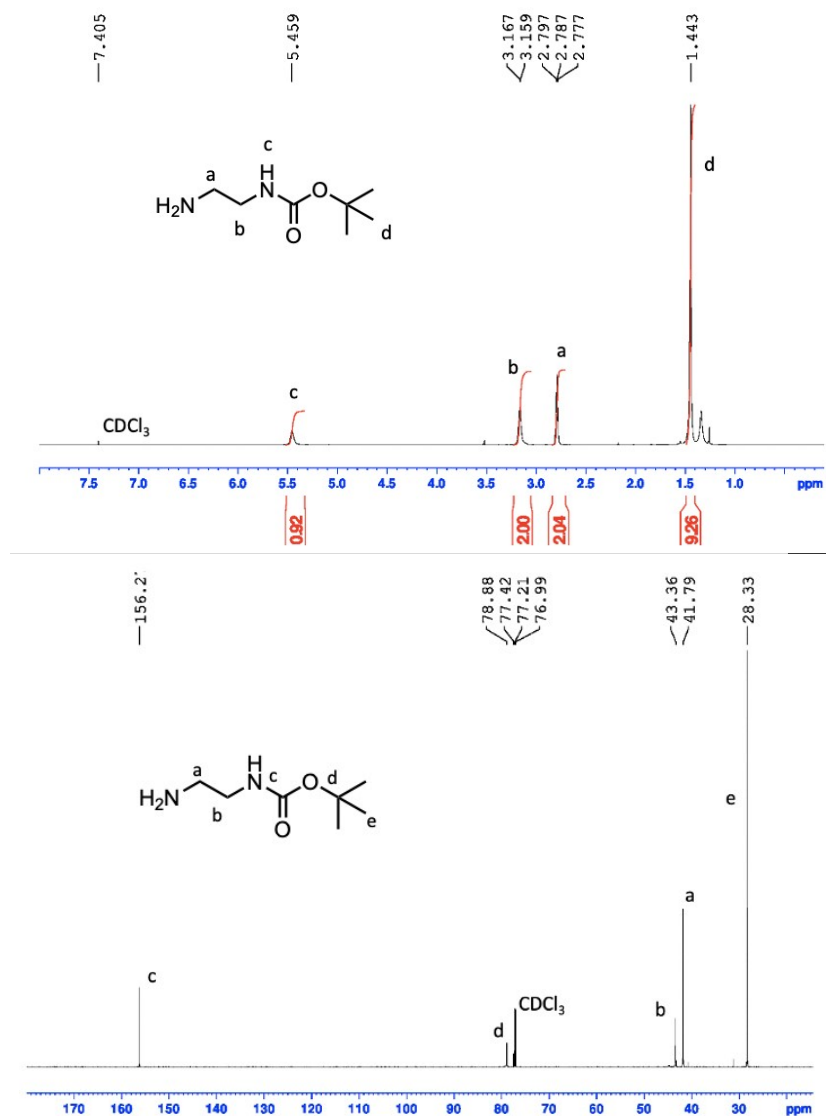 7.405
5.459
3.167
3.159
2.797
2.787
2.777
1.443
c
H
N
a
O
d
H₂N
b
O
d
a
b
c
CDCl₃
7.5 7.0 6.5 6.0 5.5 5.0 4.5 4.0 3.5 3.0 2.5 2.0 1.5 1.0 ppm
0.92
2.00
2.04
9.26
156.2
78.88
77.42
77.21
76.99
43.36
41.79
28.33
H
N
a
c
O
d
e
H₂N
b
O
e
a
c
CDCl₃
b
d
170 160 150 140 130 120 110 100 90 80 70 60 50 40 30 ppm